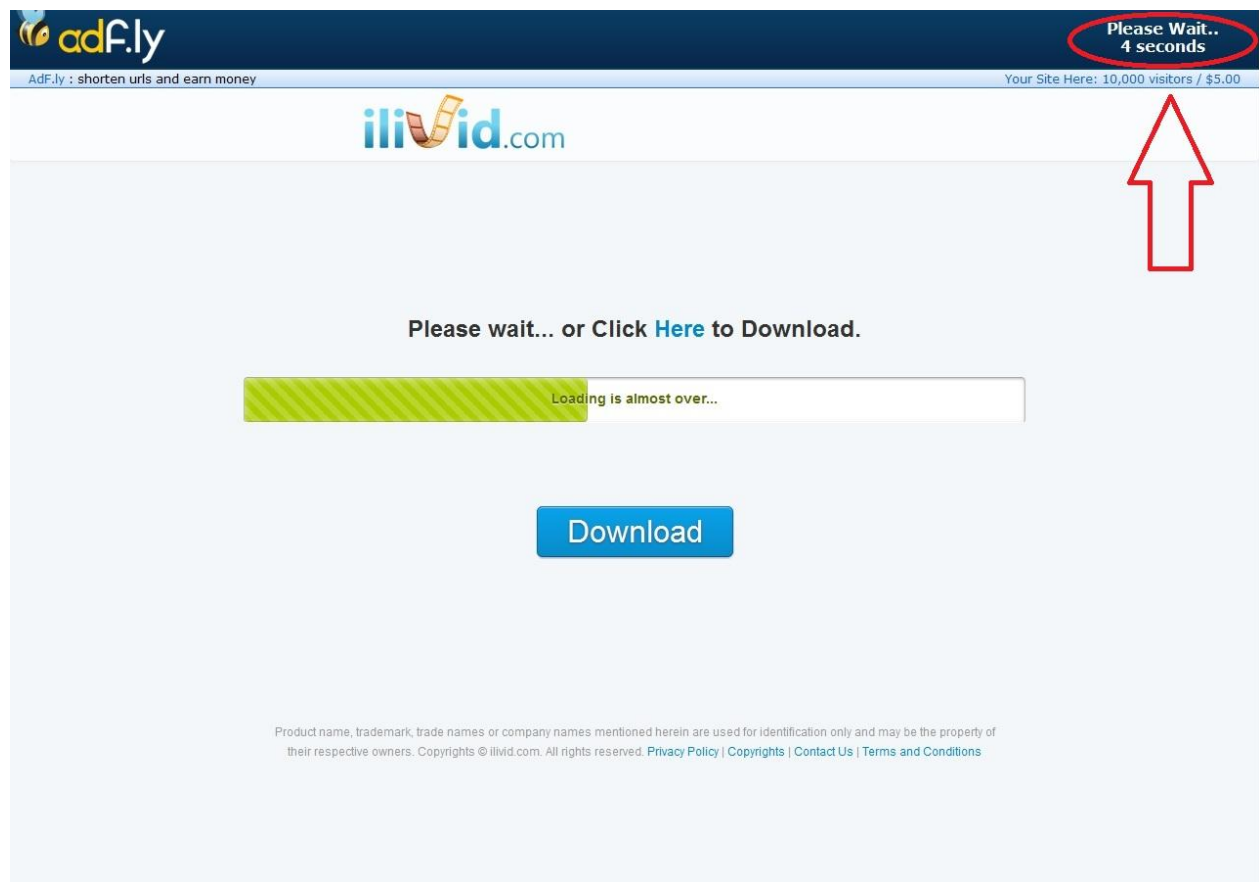 adf.ly
Please Wait..
4 seconds
AdF.ly : shorten urls and earn money
Your Site Here: 10,000 visitors / $5.00
ilivid.com
Please wait... or Click Here to Download.
Loading is almost over...
Download
Product name, trademark, trade names or company names mentioned herein are used for identification only and may be the property of
their respective owners. Copyrights © ilivid.com. All rights reserved. Privacy Policy | Copyrights | Contact Us | Terms and Conditions